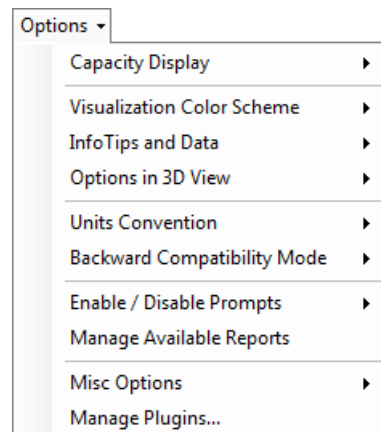 Options
Capacity Display
Visualization Color Scheme
InfoTips and Data
Options in 3D View
Units Convention
Backward Compatibility Mode
Enable / Disable Prompts
Manage Available Reports
Misc Options
Manage Plugins...